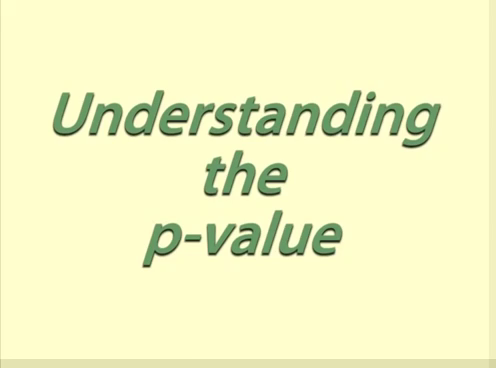 Understanding
the
p-value